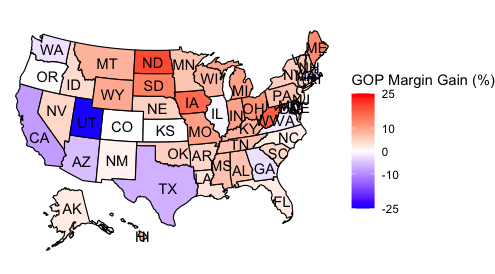 GOP Margin Gain (%)
25
10
0
-10
-25
WA
MT
ND
MN
ME
OR
ID
WY
SD
WI
MI
NV
UT
CO
NE
IA
IL
IN
OH
PA
CA
AZ
NM
KS
MO
KY
WV
VA
OK
AR
TN
NC
TX
LA
MS
AL
GA
SC
FL
AK
HI